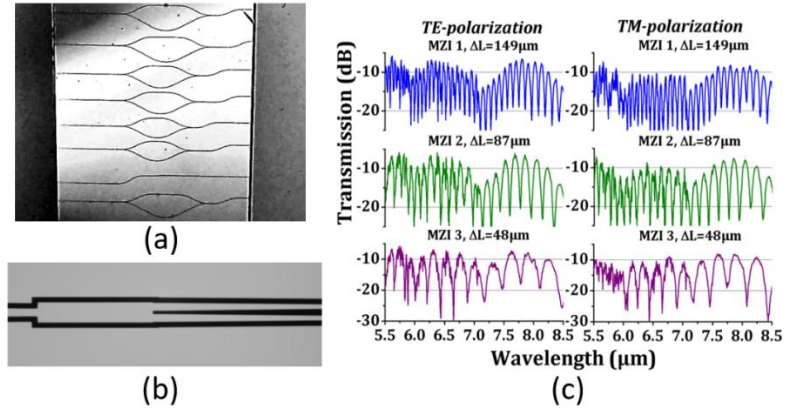 TE-polarization
TM-polarization
MZI 1, ΔL=149μm
MZI 1, ΔL=149μm
-10
-20
-10
-20
MZI 2, ΔL=87μm
MZI 2, ΔL=87μm
-10
-20
-10
-20
MZI 3, ΔL=48μm
MZI 3, ΔL=48μm
-10
-20
-30
-10
-20
-30
Transmission (dB)
5.5 6.0 6.5 7.0 7.5 8.0 8.5
5.5 6.0 6.5 7.0 7.5 8.0 8.5
Wavelength (μm)
(a)
(b)
(c)